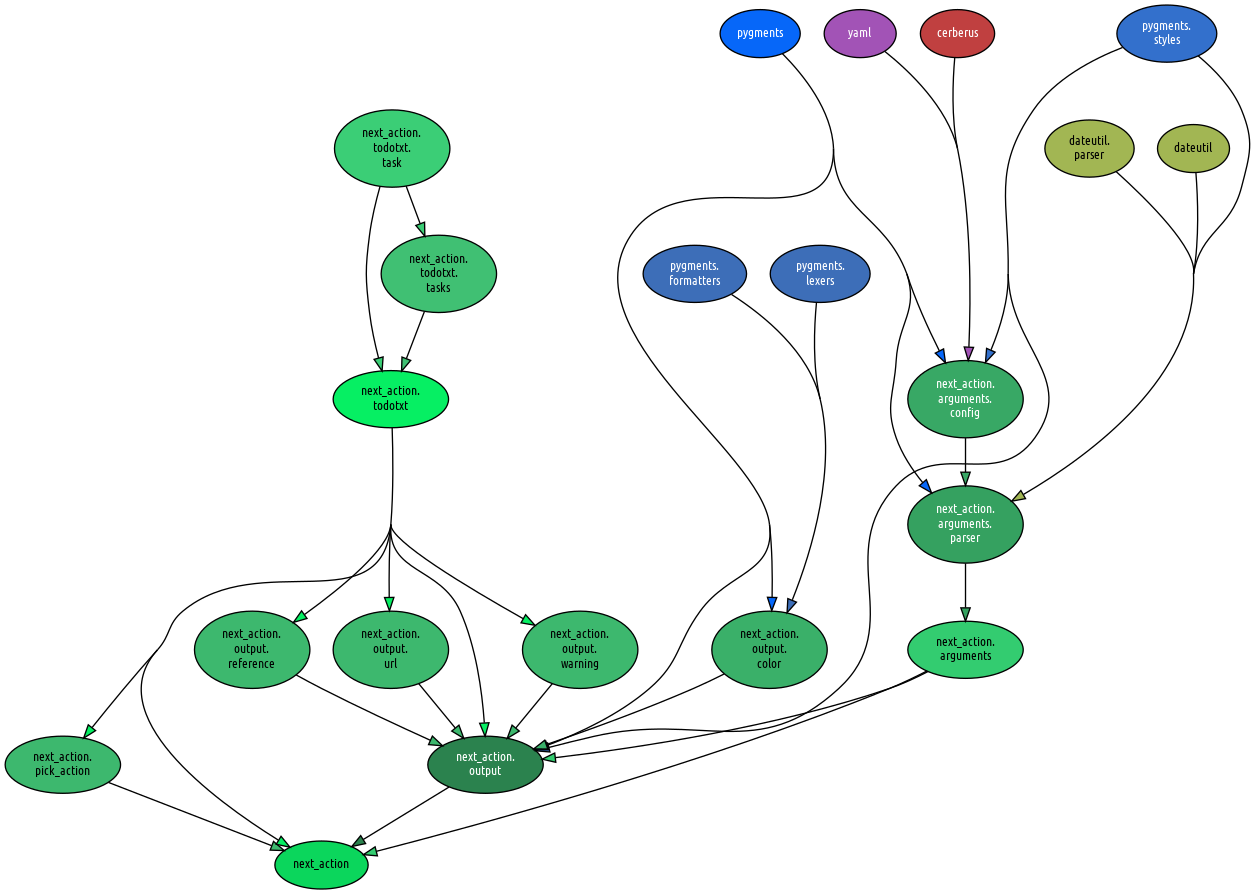 pygments
yaml
cerberus
pygments.
styles
next_action.
todotxt.
task
dateutil.
parser
dateutil
next_action.
todotxt.
tasks
pygments.
formatters
pygments.
lexers
next_action.
todotxt
next_action.
arguments.
config
next_action.
arguments.
parser
next_action.
output.
reference
next_action.
output.
url
next_action.
output.
warning
next_action.
output.
color
next_action.
arguments
next_action.
pick_action
next_action.
output
next_action